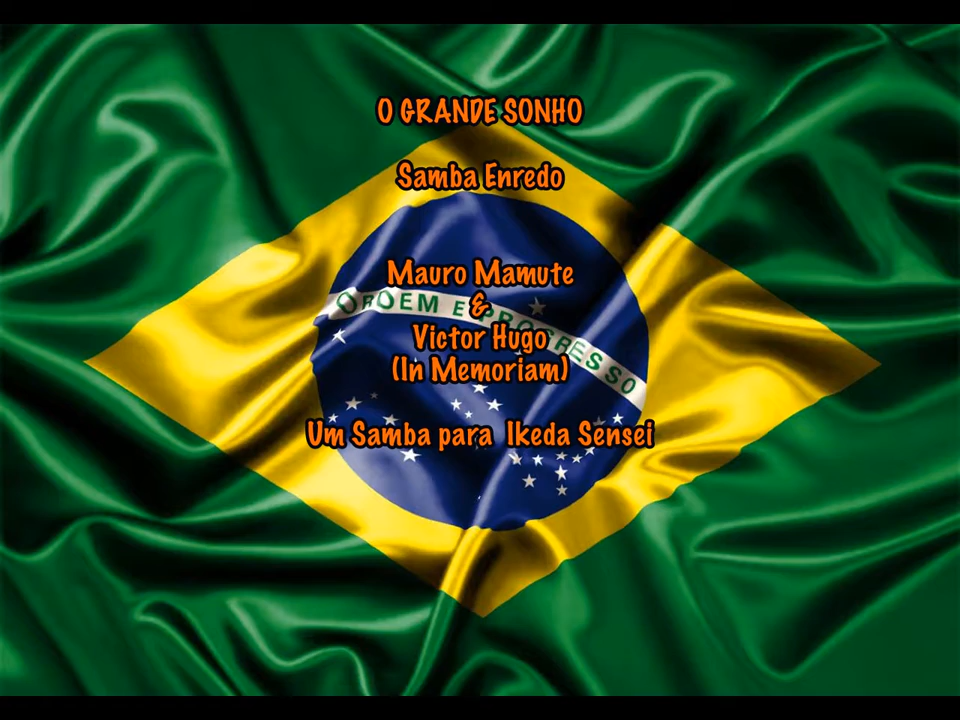 O GRANDE SONHO
Samba Enredo
Mauro Mamute
&
Victor Hugo
(In Memoriam)
Um Samba para Ikeda Sensei
ORDEM E PROGRESSO